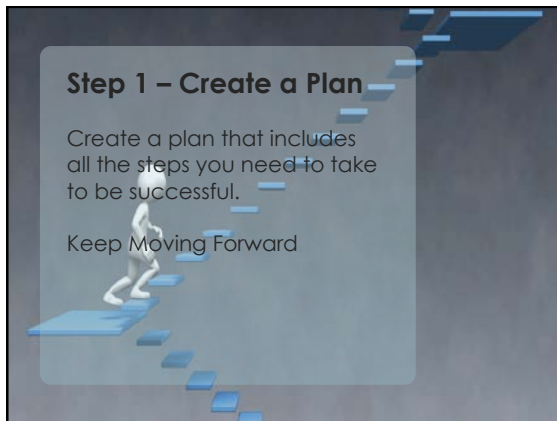 Step 1 – Create a Plan
Create a plan that includes
all the steps you need to take
to be successful.
Keep Moving Forward